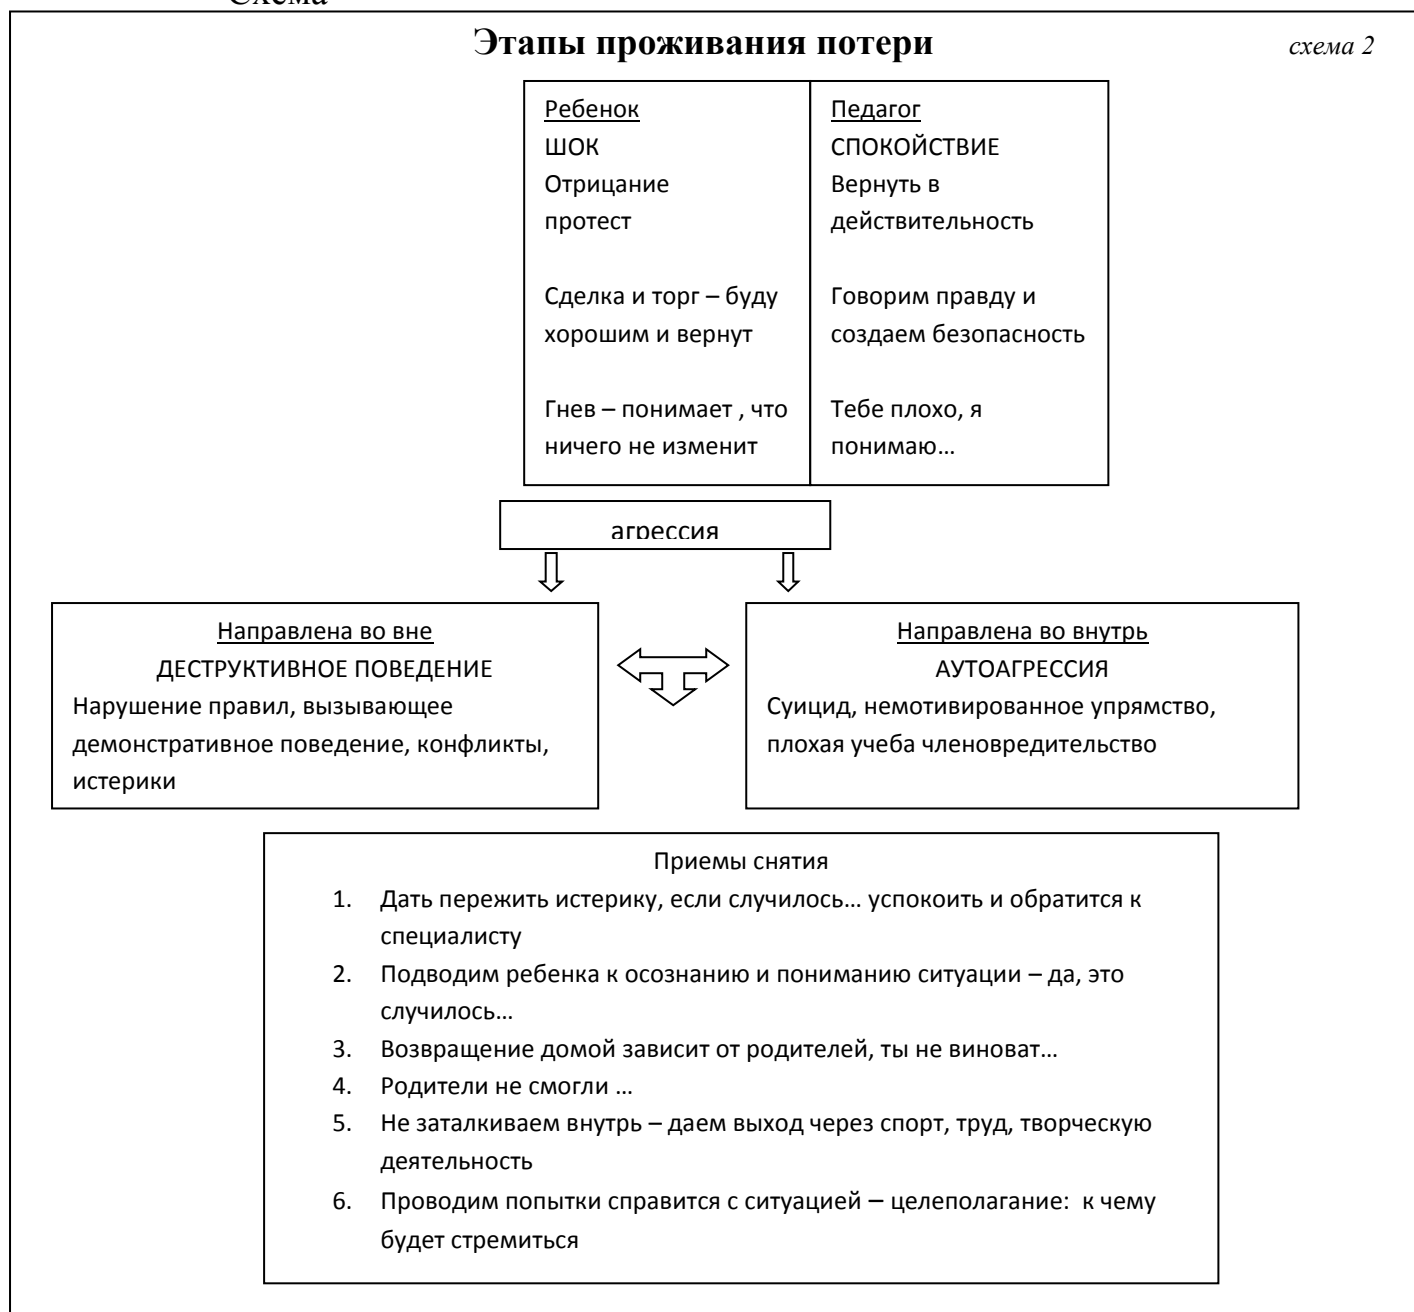 Схема
Этапы проживания потери
схема 2
Ребенок
ШОК
Отрицание
протест
Сделка и торг – буду
хорошим и вернут
Гнев – понимает , что
ничего не изменит
Педагог
СПОКОЙСТВИЕ
Вернуть в
действительность
Говорим правду и
создаем безопасность
Тебе плохо, я
понимаю…
агрессия
Направлена во вне
ДЕСТРУКТИВНОЕ ПОВЕДЕНИЕ
Нарушение правил, вызывающее
демонстративное поведение, конфликты,
истерики
Направлена во внутрь
АУТОАГРЕССИЯ
Суицид, немотивированное упрямство,
плохая учеба членовредительство
Приемы снятия
1. Дать пережить истерику, если случилось… успокоить и обратится к
специалисту
2. Подводим ребенка к осознанию и пониманию ситуации – да, это
случилось…
3. Возвращение домой зависит от родителей, ты не виноват…
4. Родители не смогли …
5. Не заталкиваем внутрь – даем выход через спорт, труд, творческую
деятельность
6. Проводим попытки справится с ситуацией – целеполагание: к чему
будет стремиться